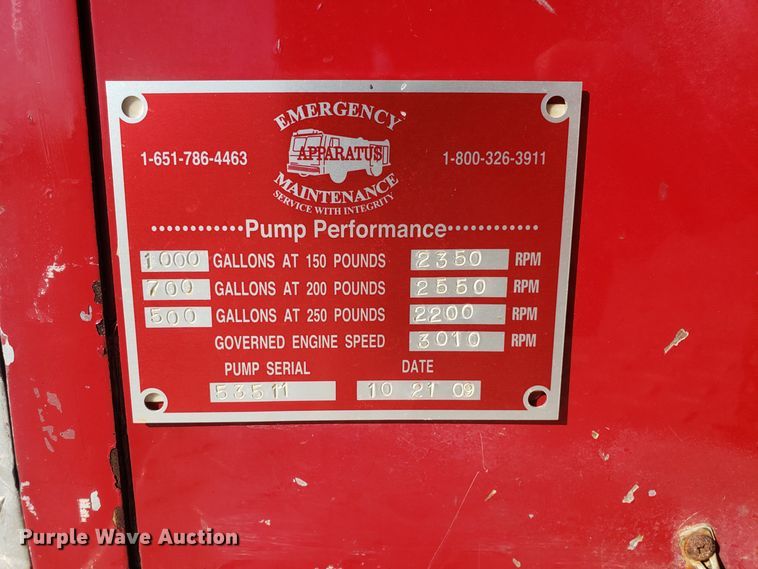 EMERGENCY
APPARATUS
MAINTENANCE
SERVICE WITH INTEGRITY
1-651-786-4463
1-800-326-3911
Pump Performance
1000 GALLONS AT 150 POUNDS 2350 RPM
700 GALLONS AT 200 POUNDS 2550 RPM
500 GALLONS AT 250 POUNDS 2200 RPM
GOVERNED ENGINE SPEED 3010 RPM
PUMP SERIAL DATE
53511 10 21 09
Purple Wave Auction